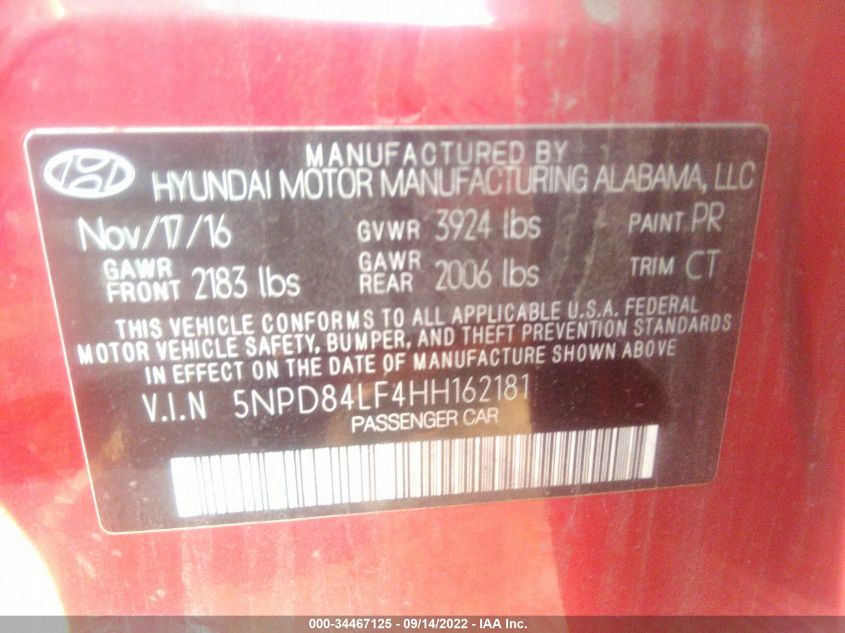 MANUFACTURED BY
HYUNDAI MOTOR MANUFACTURING ALABAMA, LLC
Nov/17/16 GVWR 3924 lbs PAINT PR
GAWR FRONT 2183 lbs GAWR REAR 2006 lbs TRIM CT
THIS VEHICLE CONFORMS TO ALL APPLICABLE U.S.A. FEDERAL
MOTOR VEHICLE SAFETY, BUMPER, AND THEFT PREVENTION STANDARDS
IN EFFECT ON THE DATE OF MANUFACTURE SHOWN ABOVE
V.I.N 5NPD84LF4HH162181
PASSENGER CAR
000-34467125 - 09/14/2022 - IAA Inc.